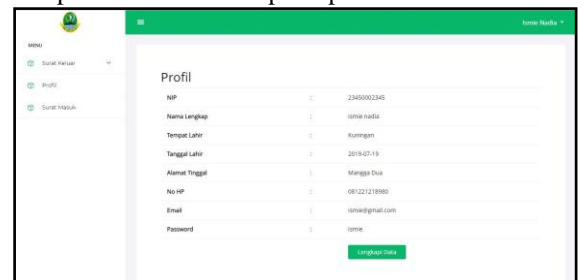 Ismie Nadia
MENU
Surat Keluar
Profil
Surat Masuk
Profil
NIP : 23450002345
Nama Lengkap : ismie nadia
Tempat Lahir : Kuningan
Tanggal Lahir : 2019-07-19
Alamat Tinggal : Mangga Dua
No HP : 081221218980
Email : ismie@gmail.com
Password : ismie
Lengkapi Data